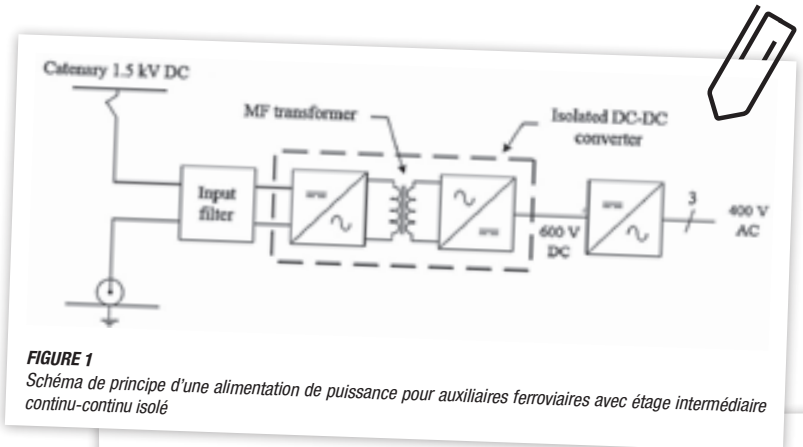 Catenary 1.5 kV DC
MF transformer
Isolated DC-DC
converter
Input
filter
3
400 V
AC
600 V
DC
FIGURE 1
Schéma de principe d'une alimentation de puissance pour auxiliaires ferroviaires avec étage intermédiaire
continu-continu isolé